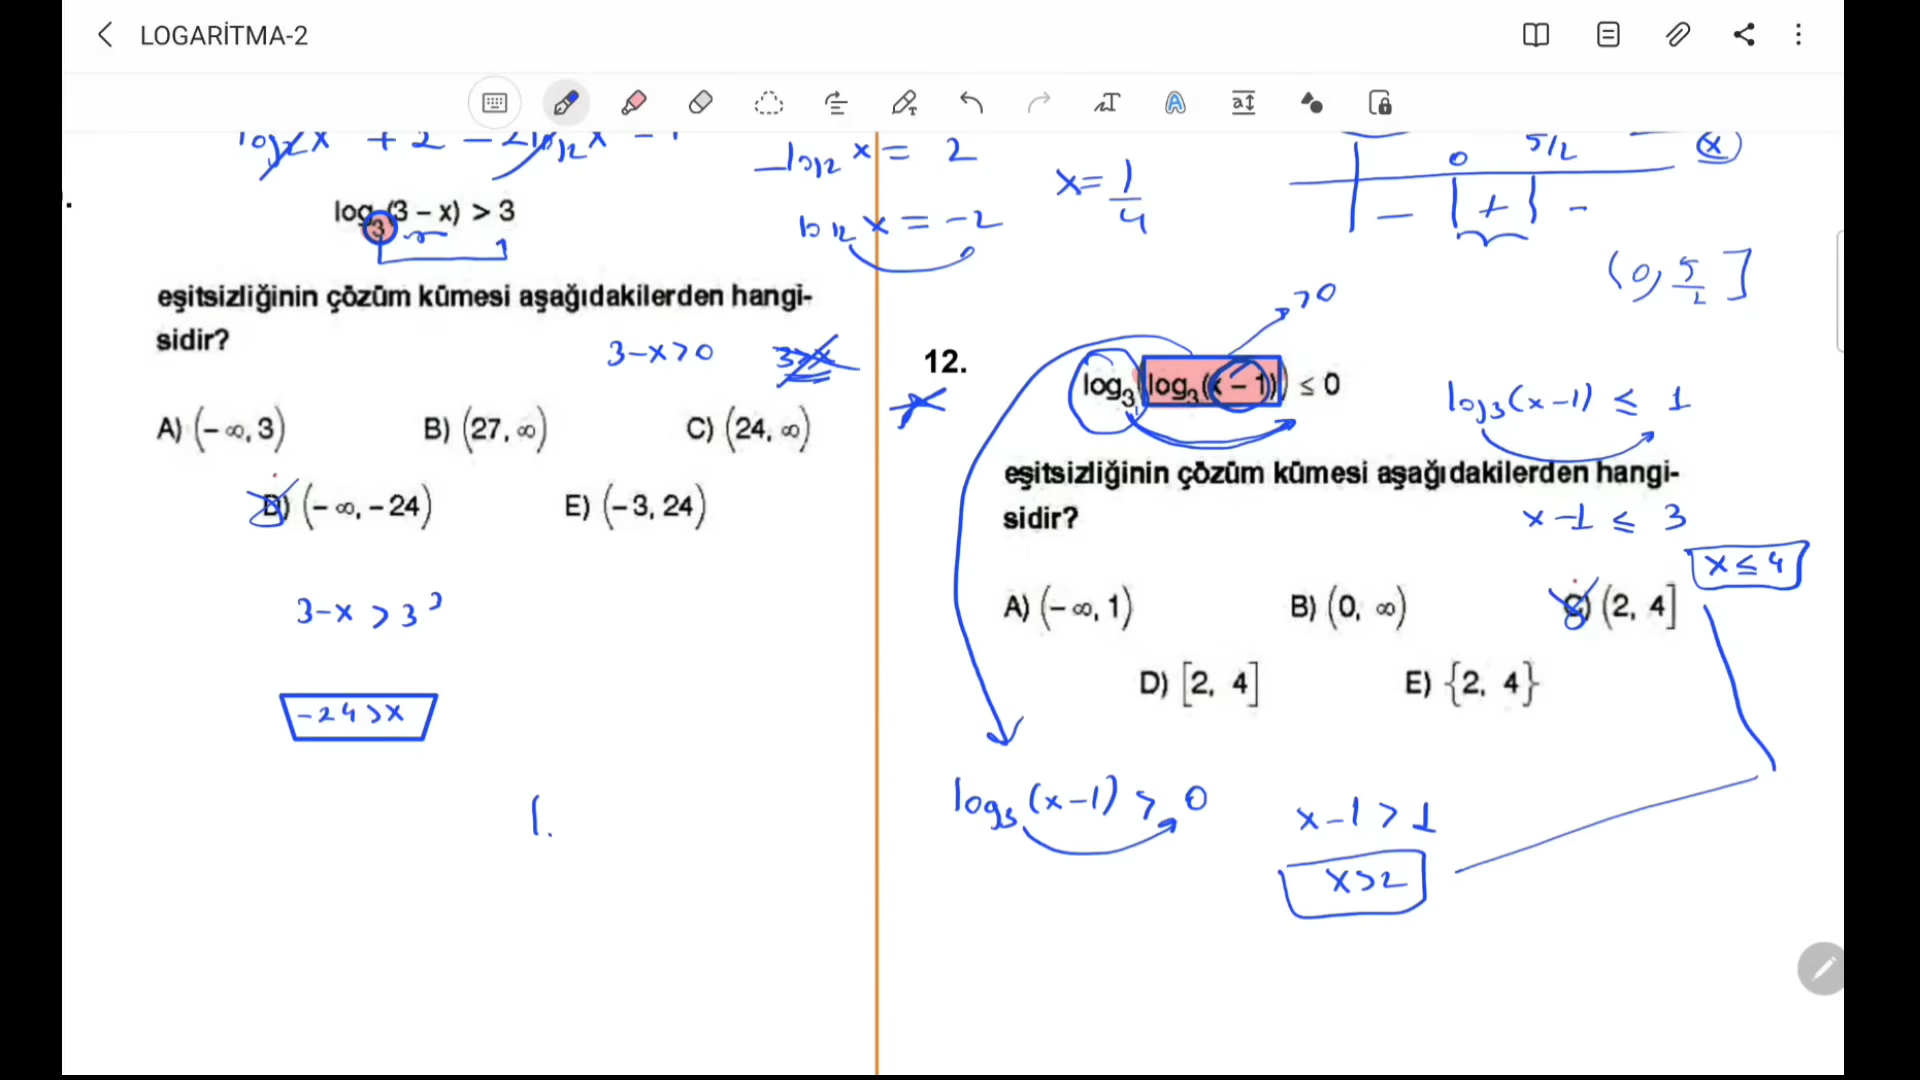 LOGARİTMA-2
+ 2 -
log₃(3 – x) > 3
eşitsizliğinin çözüm kümesi aşağıdakilerden hangi-
sidir?
3-x>0
A) (– ∞, 3) B) (27, ∞) C) (24, ∞)
D) (– ∞, – 24) E) (– 3, 24)
3-x > 3³
-24>x
-log₂ x = 2
log₂ x = -2
x= 1/4
0 5/2 (x)
- + -
(0, 5/2 ]
>0
12.
log₃(log₃(x – 1)) ≤ 0
log₃(x-1) ≤ 1
eşitsizliğinin çözüm kümesi aşağıdakilerden hangi-
sidir?
x-1 ≤ 3
x≤4
A) (– ∞, 1) B) (0, ∞) C) (2, 4]
D) [2, 4] E) {2, 4}
log₃(x-1) > 0
x-1 > 1
x>2